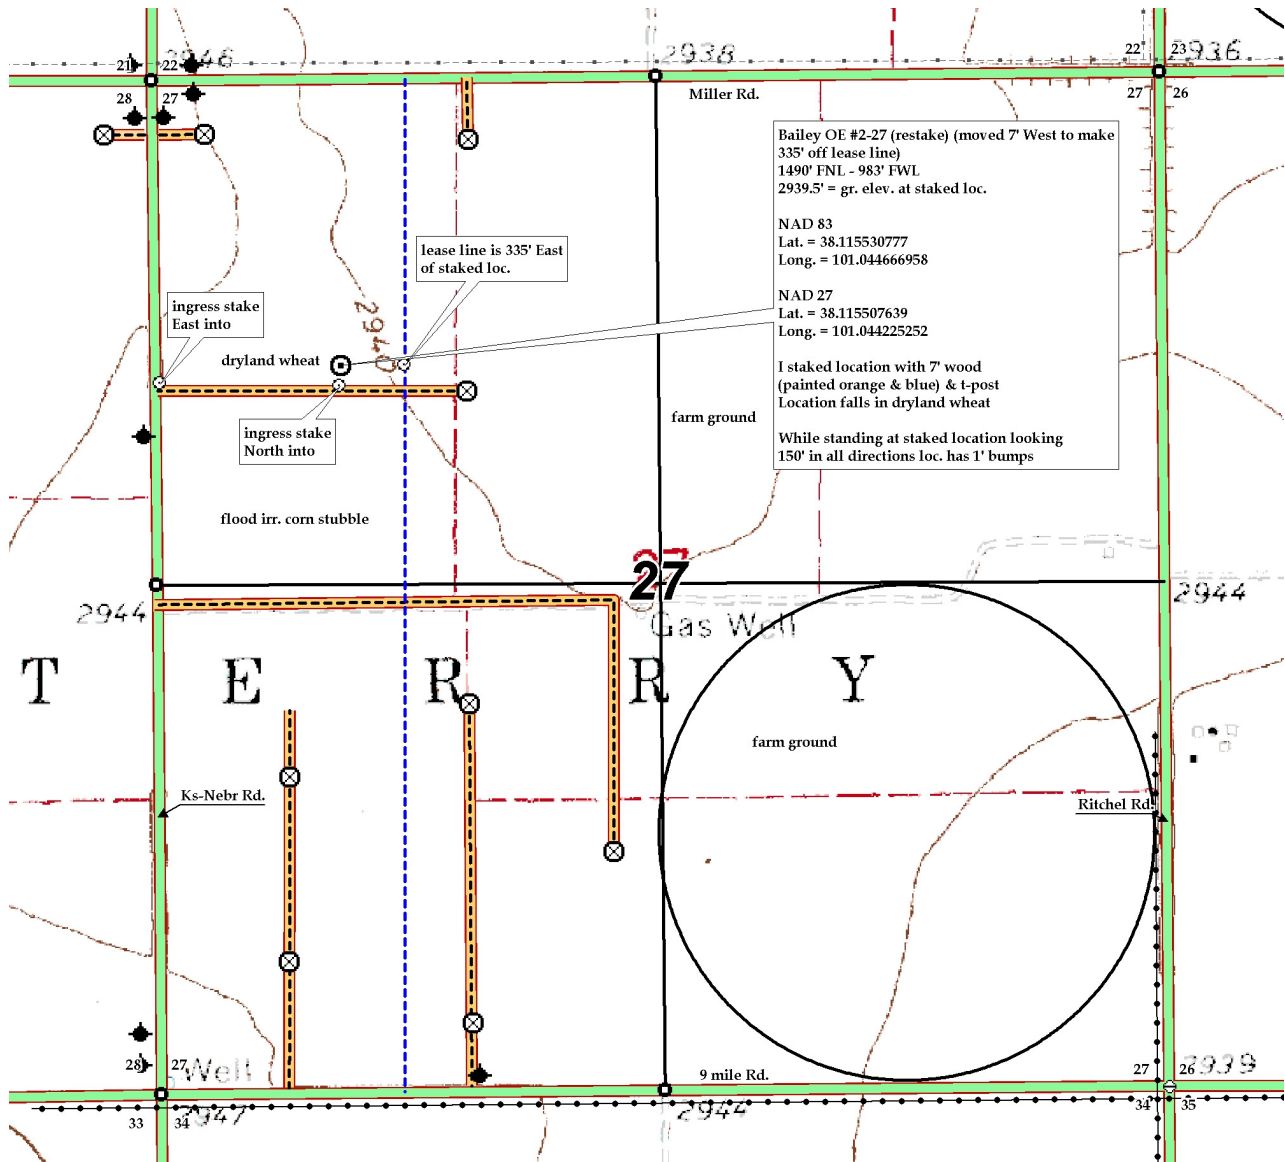 2946
2938
2936
21 22
22 23
28 27
27 26
Miller Rd.
Bailey OE #2-27 (restake) (moved 7' West to make
335' off lease line)
1490' FNL - 983' FWL
2939.5' = gr. elev. at staked loc.
NAD 83
Lat. = 38.115530777
Long. = 101.044666958
NAD 27
Lat. = 38.115507639
Long. = 101.044225252
I staked location with 7' wood
(painted orange & blue) & t-post
Location falls in dryland wheat
While standing at staked location looking
150' in all directions loc. has 1' bumps
lease line is 335' East
of staked loc.
ingress stake
East into
2940
dryland wheat
ingress stake
North into
farm ground
flood irr. corn stubble
27
27
2944
2944
Gas Well
T E R R Y
farm ground
Ks-Nebr Rd.
Ritchel Rd.
28 27
Well
9 mile Rd.
27 26
2939
33 34
2947
2944
34 35